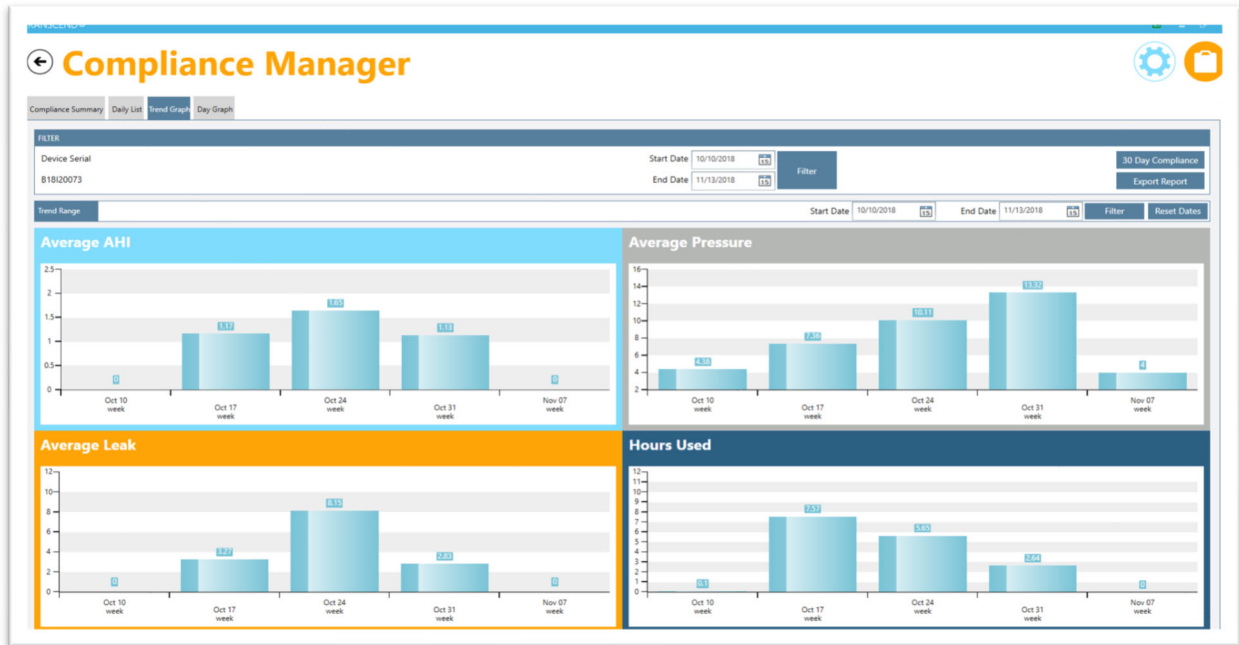 Compliance Manager
Compliance Summary Daily List Trend Graph Day Graph
FILTER
Device Serial
B18I20073
Start Date 10/10/2018
End Date 11/13/2018
Filter
30 Day Compliance
Export Report
Trend Range
Start Date 10/10/2018 End Date 11/13/2018 Filter Reset Dates
Average AHI
2.5
2
1.5
1
0.5
0
0 1.17 1.65 1.13 0
Oct 10 week
Oct 17 week
Oct 24 week
Oct 31 week
Nov 07 week
Average Pressure
16
14
12
10
8
6
4
2
4.38 7.36 10.11 13.32 4
Oct 10 week
Oct 17 week
Oct 24 week
Oct 31 week
Nov 07 week
Average Leak
12
10
8
6
4
2
0
0 3.27 8.15 2.83 0
Oct 10 week
Oct 17 week
Oct 24 week
Oct 31 week
Nov 07 week
Hours Used
12
11
10
9
8
7
6
5
4
3
2
1
0
0.1 7.57 5.65 2.64 0
Oct 10 week
Oct 17 week
Oct 24 week
Oct 31 week
Nov 07 week